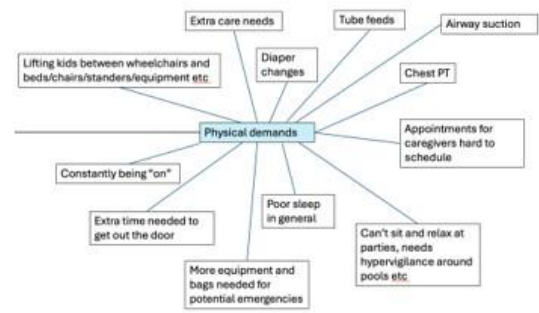 Extra care needs
Tube feeds
Airway suction
Diaper
changes
Lifting kids between wheelchairs and
beds/chairs/standers/equipment etc
Chest PT
Physical demands
Appointments for
caregivers hard to
schedule
Constantly being "on"
Poor sleep
in general
Extra time needed to
get out the door
Can't sit and relax at
parties, needs
hypervigilance around
pools etc
More equipment and
bags needed for
potential emergencies